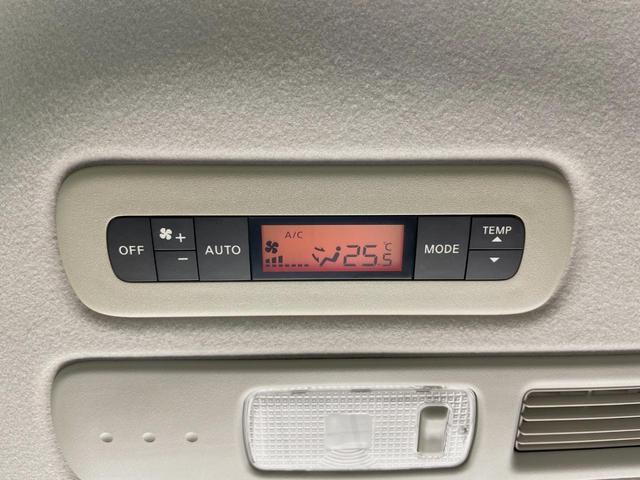 OFF
+
-
AUTO
A/C
25.5°C
MODE
TEMP